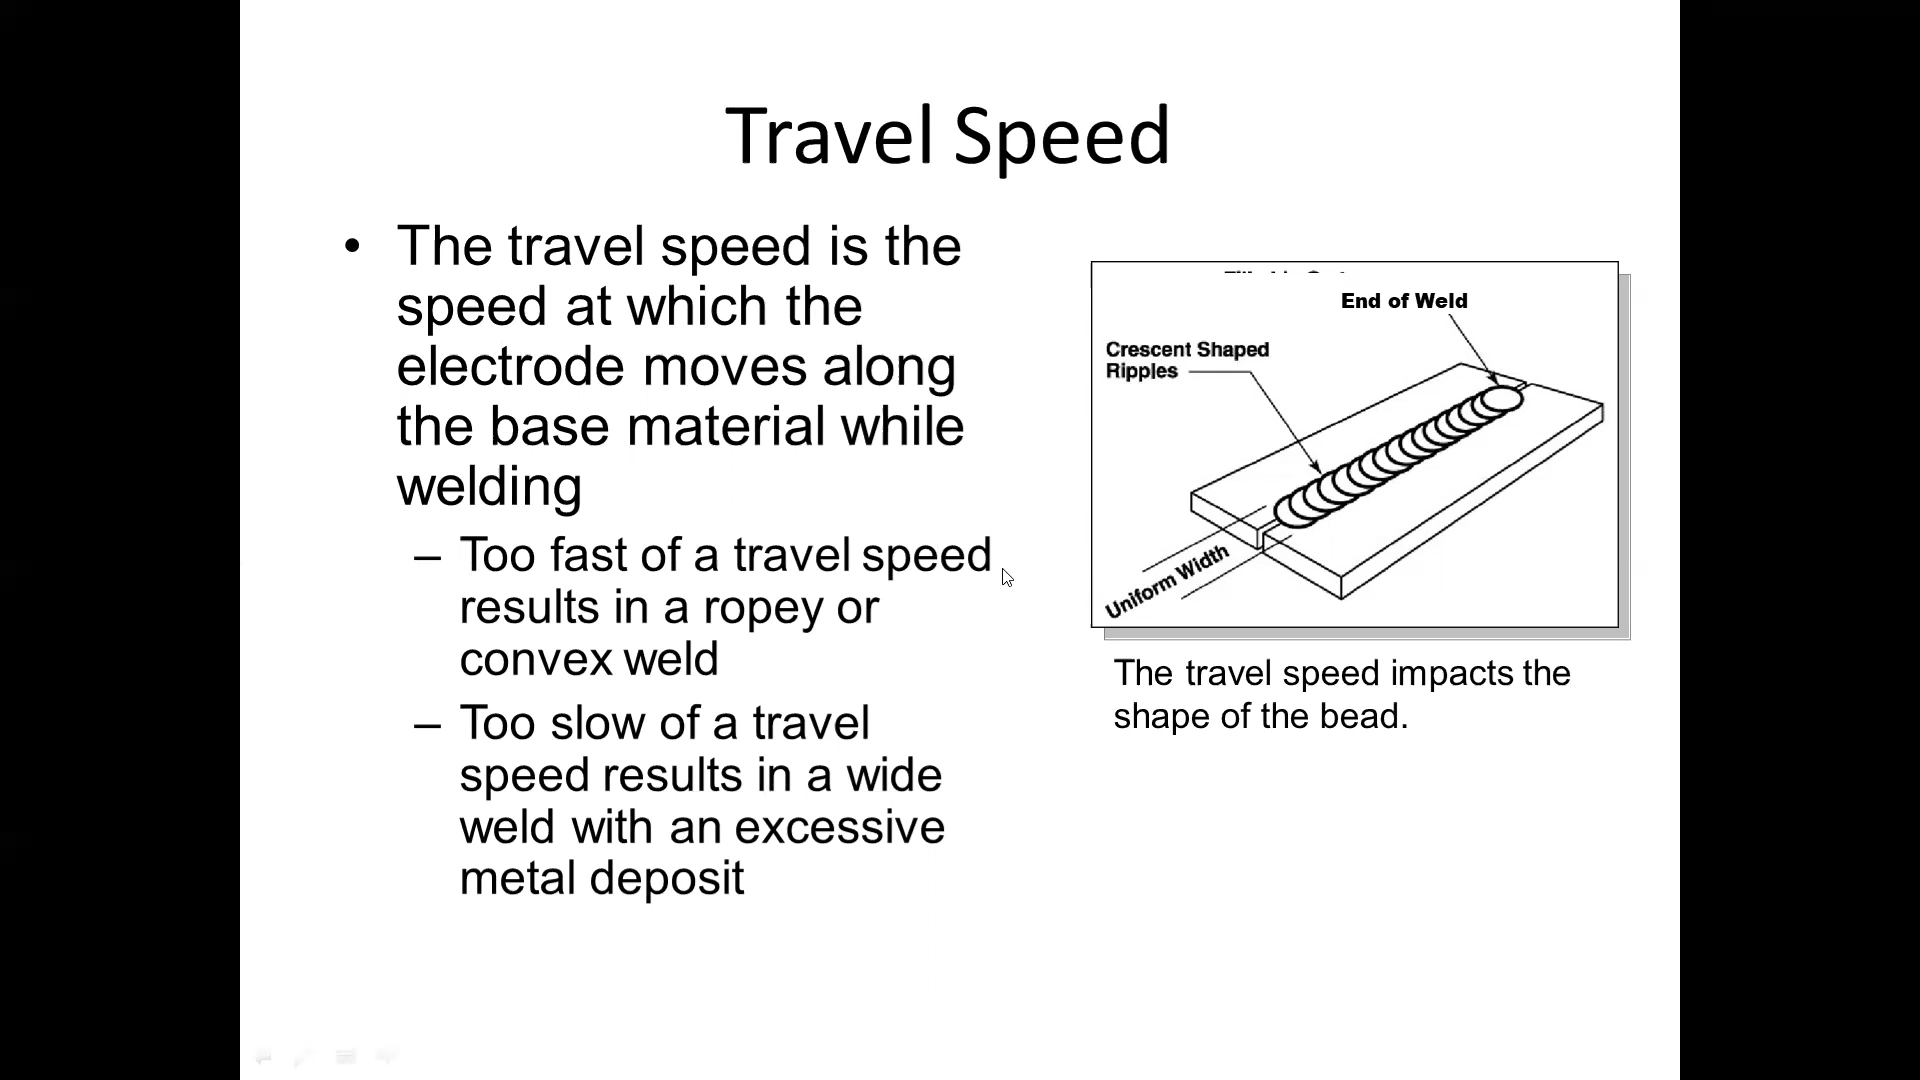 Travel Speed
• The travel speed is the
speed at which the
electrode moves along
the base material while
welding
– Too fast of a travel speed
results in a ropey or
convex weld
– Too slow of a travel
speed results in a wide
weld with an excessive
metal deposit
End of Weld
Crescent Shaped
Ripples
Uniform Width
The travel speed impacts the
shape of the bead.